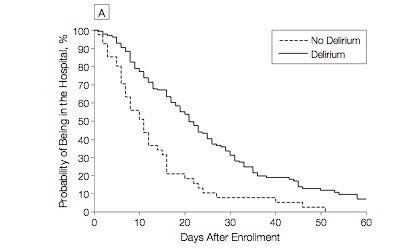 A
100
90
80
70
60
50
40
30
20
10
0
Probability of Being in the Hospital, %
No Delirium
Delirium
0 10 20 30 40 50 60
Days After Enrollment